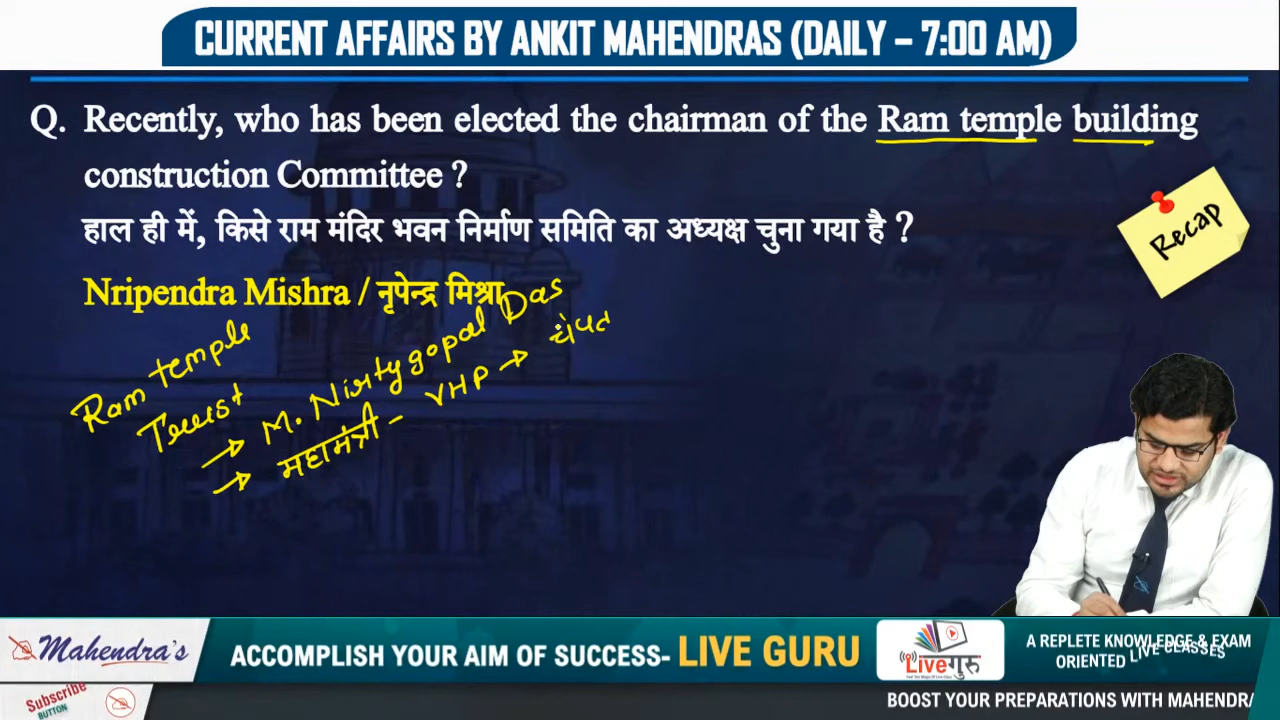 CURRENT AFFAIRS BY ANKIT MAHENDRAS (DAILY – 7:00 AM)
Q. Recently, who has been elected the chairman of the Ram temple building
construction Committee ?
हाल ही में, किसे राम मंदिर भवन निर्माण समिति का अध्यक्ष चुना गया है ?
Recap
Nripendra Mishra / नृपेन्द्र मिश्रा
Ram temple
Trust
→ M. Nirtygopal Das
→ महामंत्री - VHP → चंपत
Mahendra's
ACCOMPLISH YOUR AIM OF SUCCESS- LIVE GURU
Liveगुरु
A REPLETE KNOWLEDGE & EXAM
ORIENTED LIVE CLASSES
Subscribe
BUTTON
BOOST YOUR PREPARATIONS WITH MAHENDRA